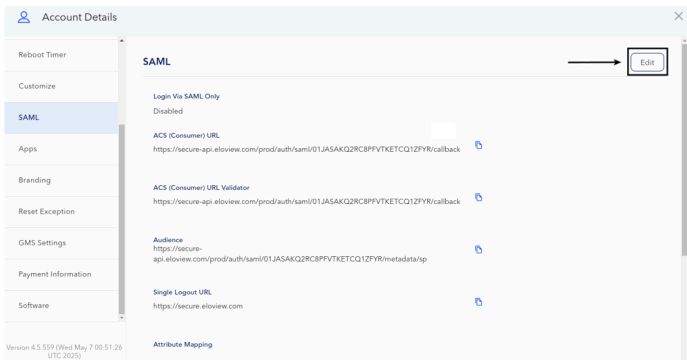 Account Details
Reboot Timer
Customize
SAML
Apps
Branding
Reset Exception
GMS Settings
Payment Information
Software
Version 4.5.559 (Wed May 7 00:51:26
UTC 2025)
SAML
Edit
Login Via SAML Only
Disabled
ACS (Consumer) URL
https://secure-api.eloview.com/prod/auth/saml/01JASAKQ2RC8PFVTKETCQ1ZFYR/callback
ACS (Consumer) URL Validator
https://secure-api.eloview.com/prod/auth/saml/01JASAKQ2RC8PFVTKETCQ1ZFYR/callback
Audience
https://secure-
api.eloview.com/prod/auth/saml/01JASAKQ2RC8PFVTKETCQ1ZFYR/metadata/sp
Single Logout URL
https://secure.eloview.com
Attribute Mapping